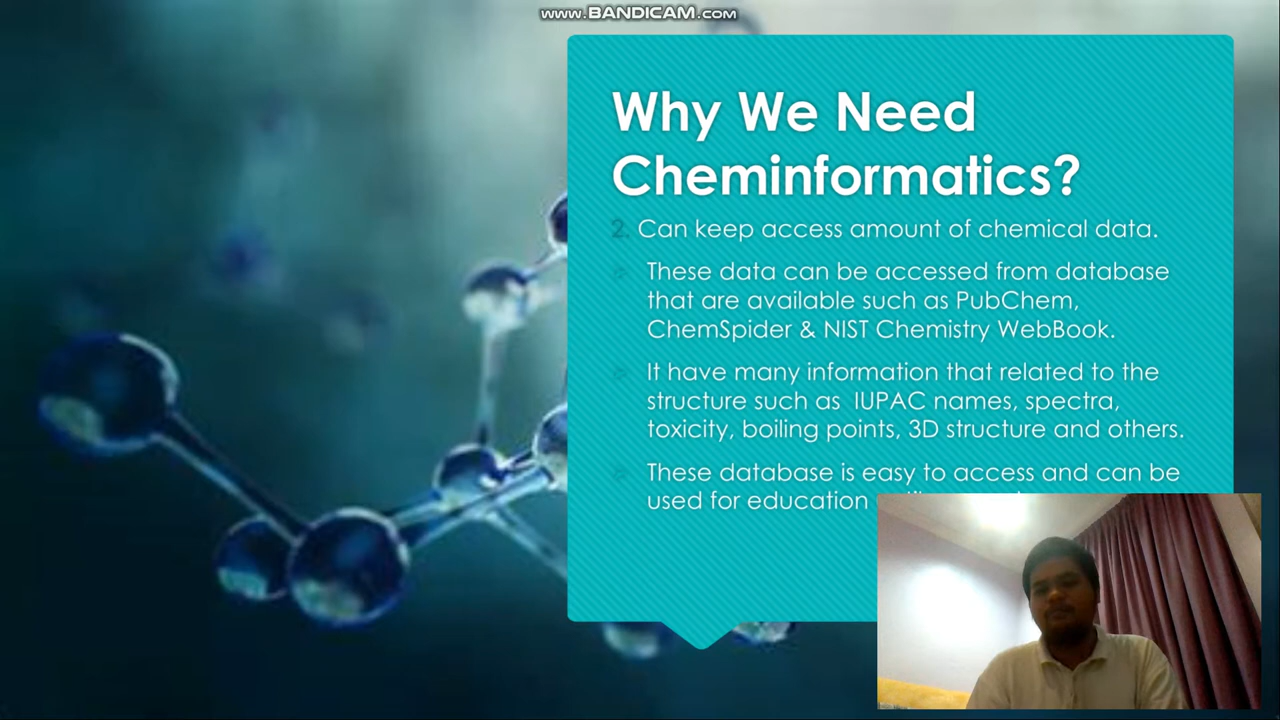 www.BANDICAM.com
Why We Need
Cheminformatics?
2. Can keep access amount of chemical data.
These data can be accessed from database
that are available such as PubChem,
ChemSpider & NIST Chemistry WebBook.
It have many information that related to the
structure such as IUPAC names, spectra,
toxicity, boiling points, 3D structure and others.
These database is easy to access and can be
used for education